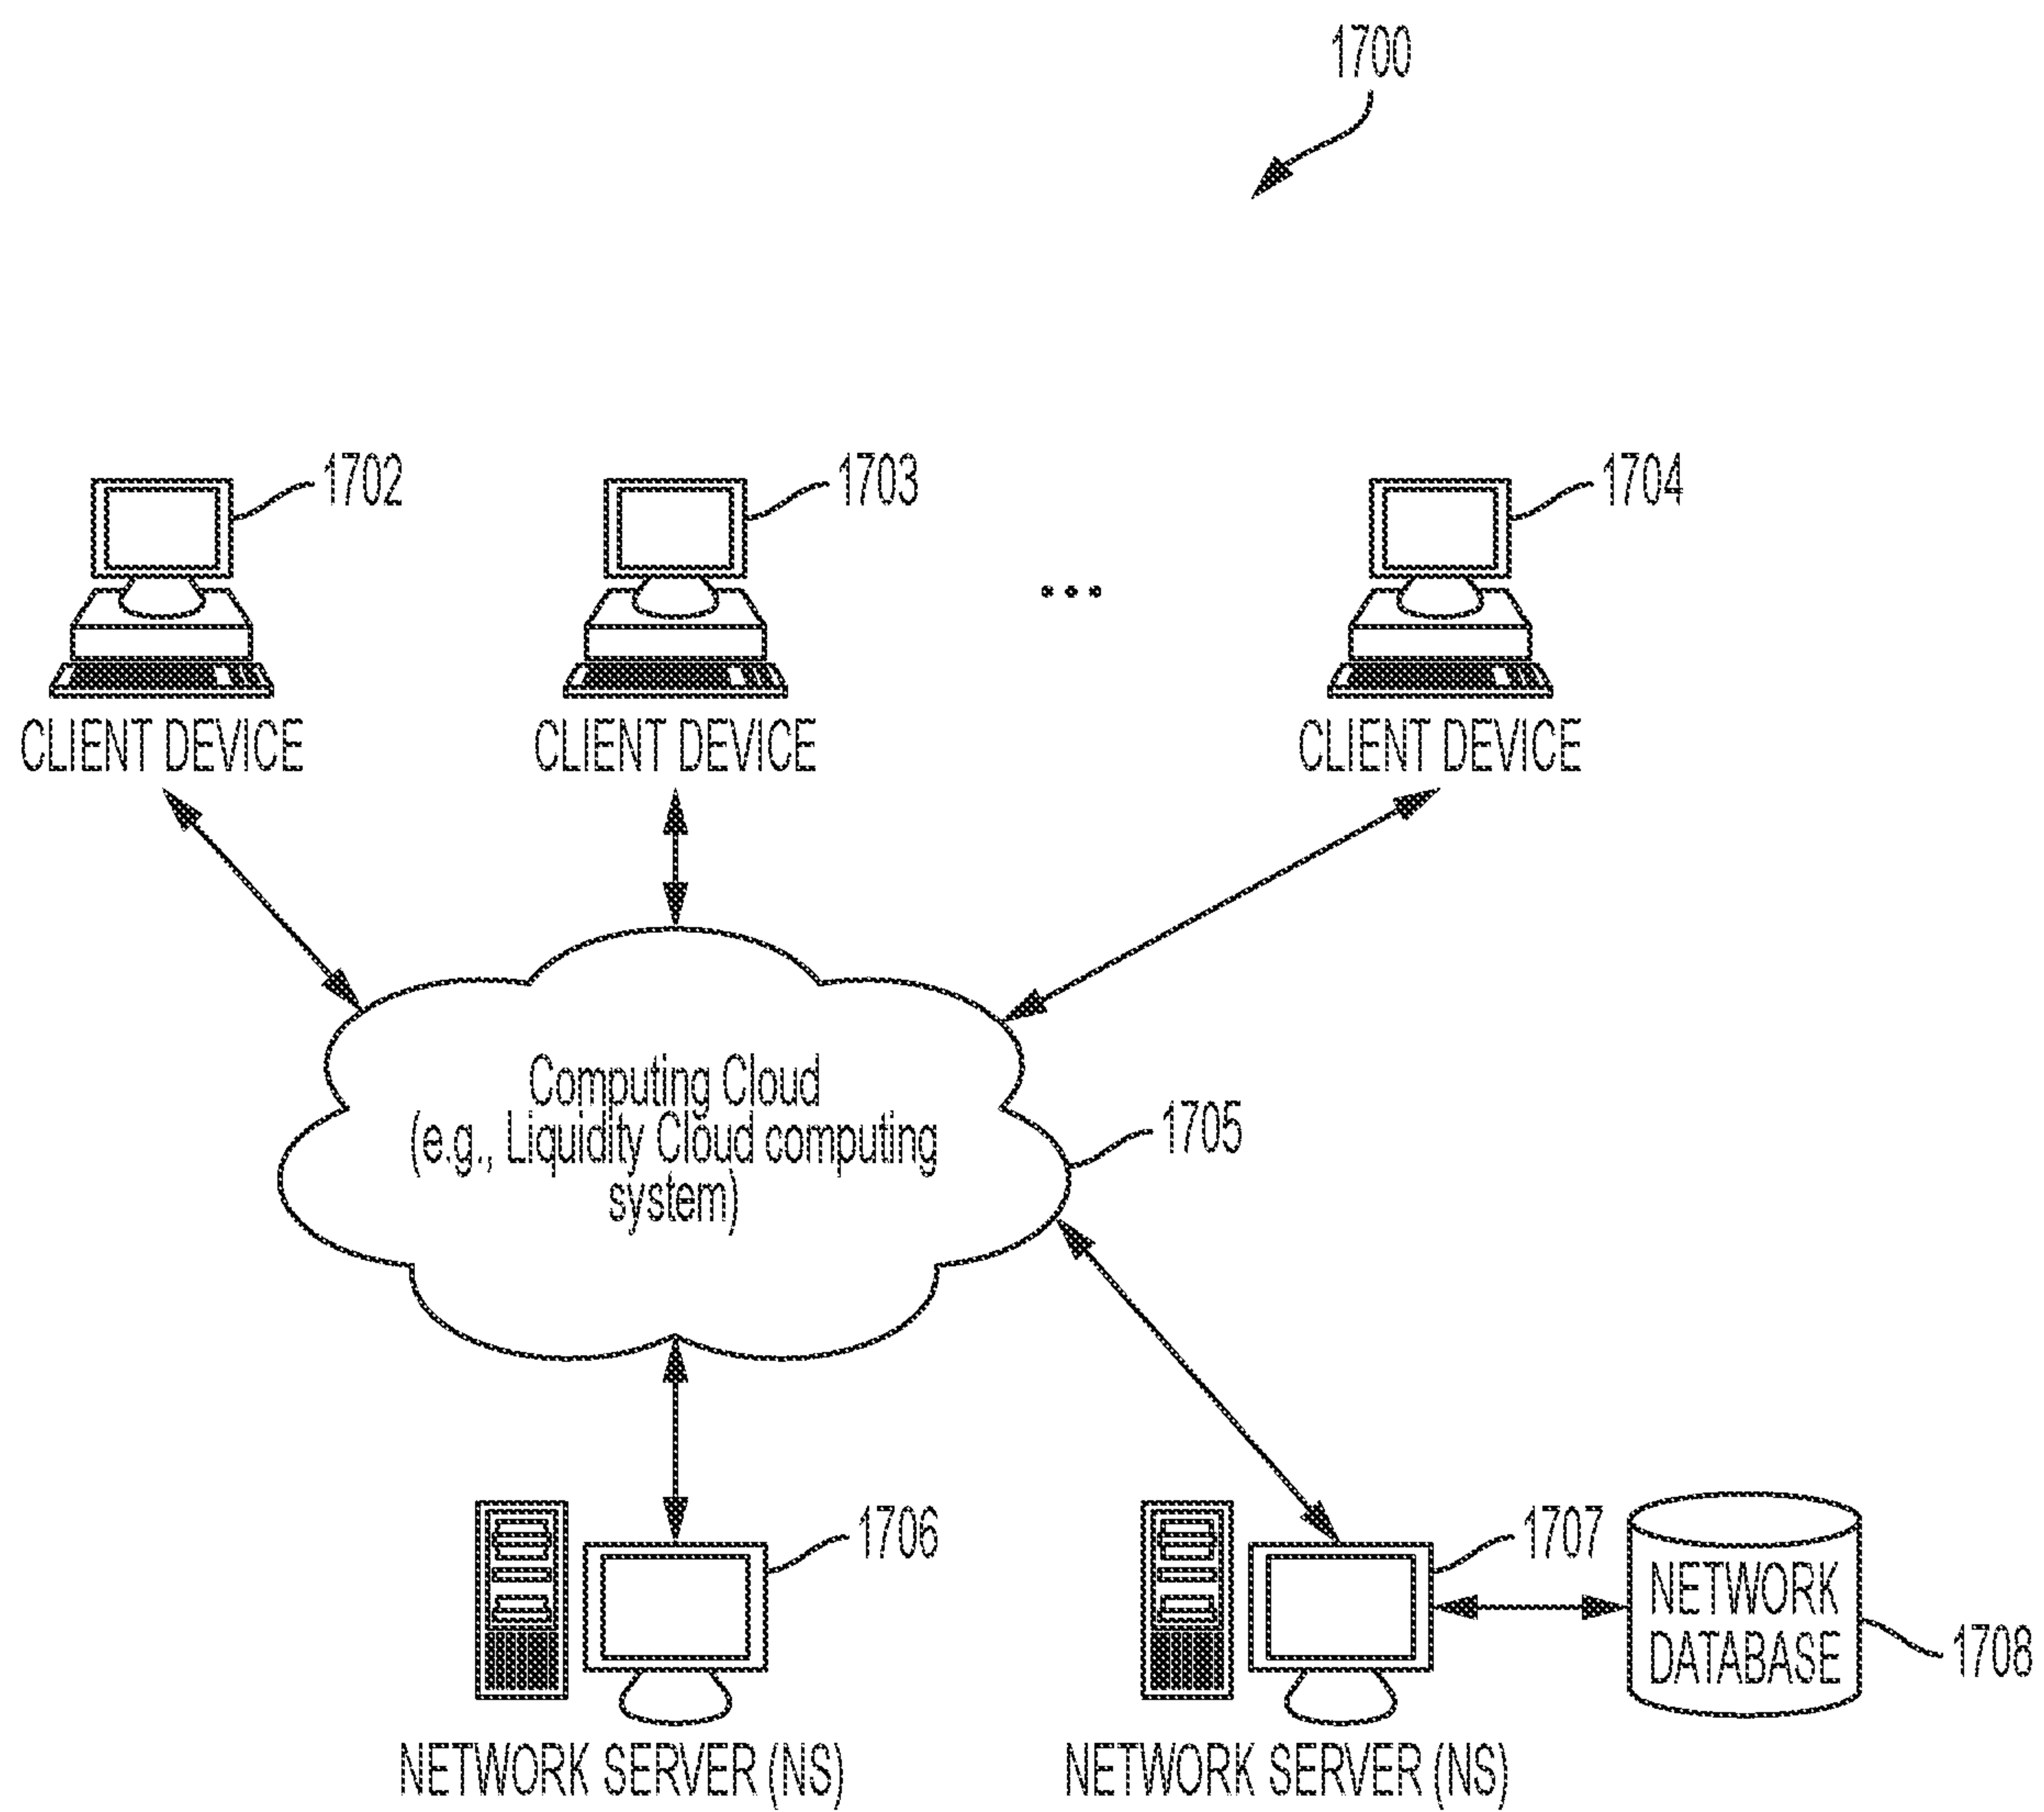 1700
1702
1703
1704
CLIENT DEVICE
CLIENT DEVICE
...
CLIENT DEVICE
Computing Cloud
(e.g., Liquidity Cloud computing
system)
1705
1706
1707
NETWORK
DATABASE
1708
NETWORK SERVER (NS)
NETWORK SERVER (NS)